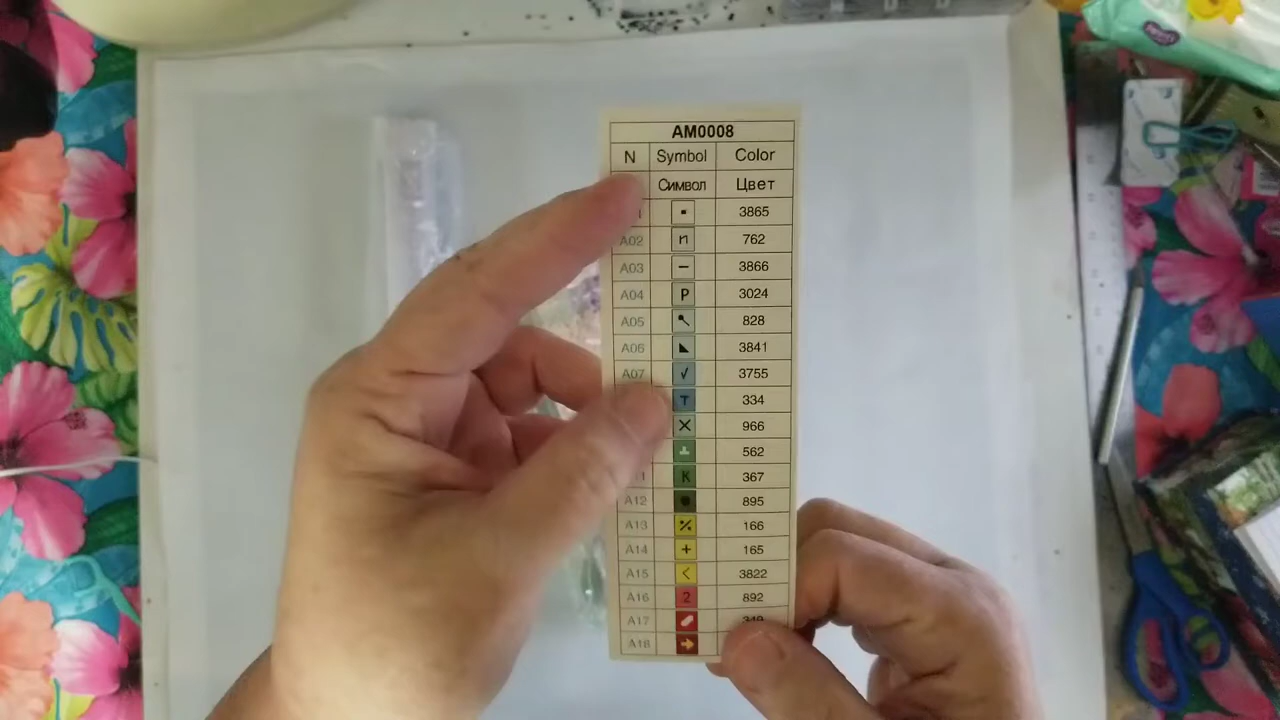 AM0008
N Symbol Color
Символ Цвет
3865
A02 П 762
A03 3866
A04 P 3024
A05 828
A06 3841
A07 √ 3755
T 334
X 966
562
K 367
A12 895
A13 166
A14 + 165
A15 < 3822
A16 2 892
A17
A18